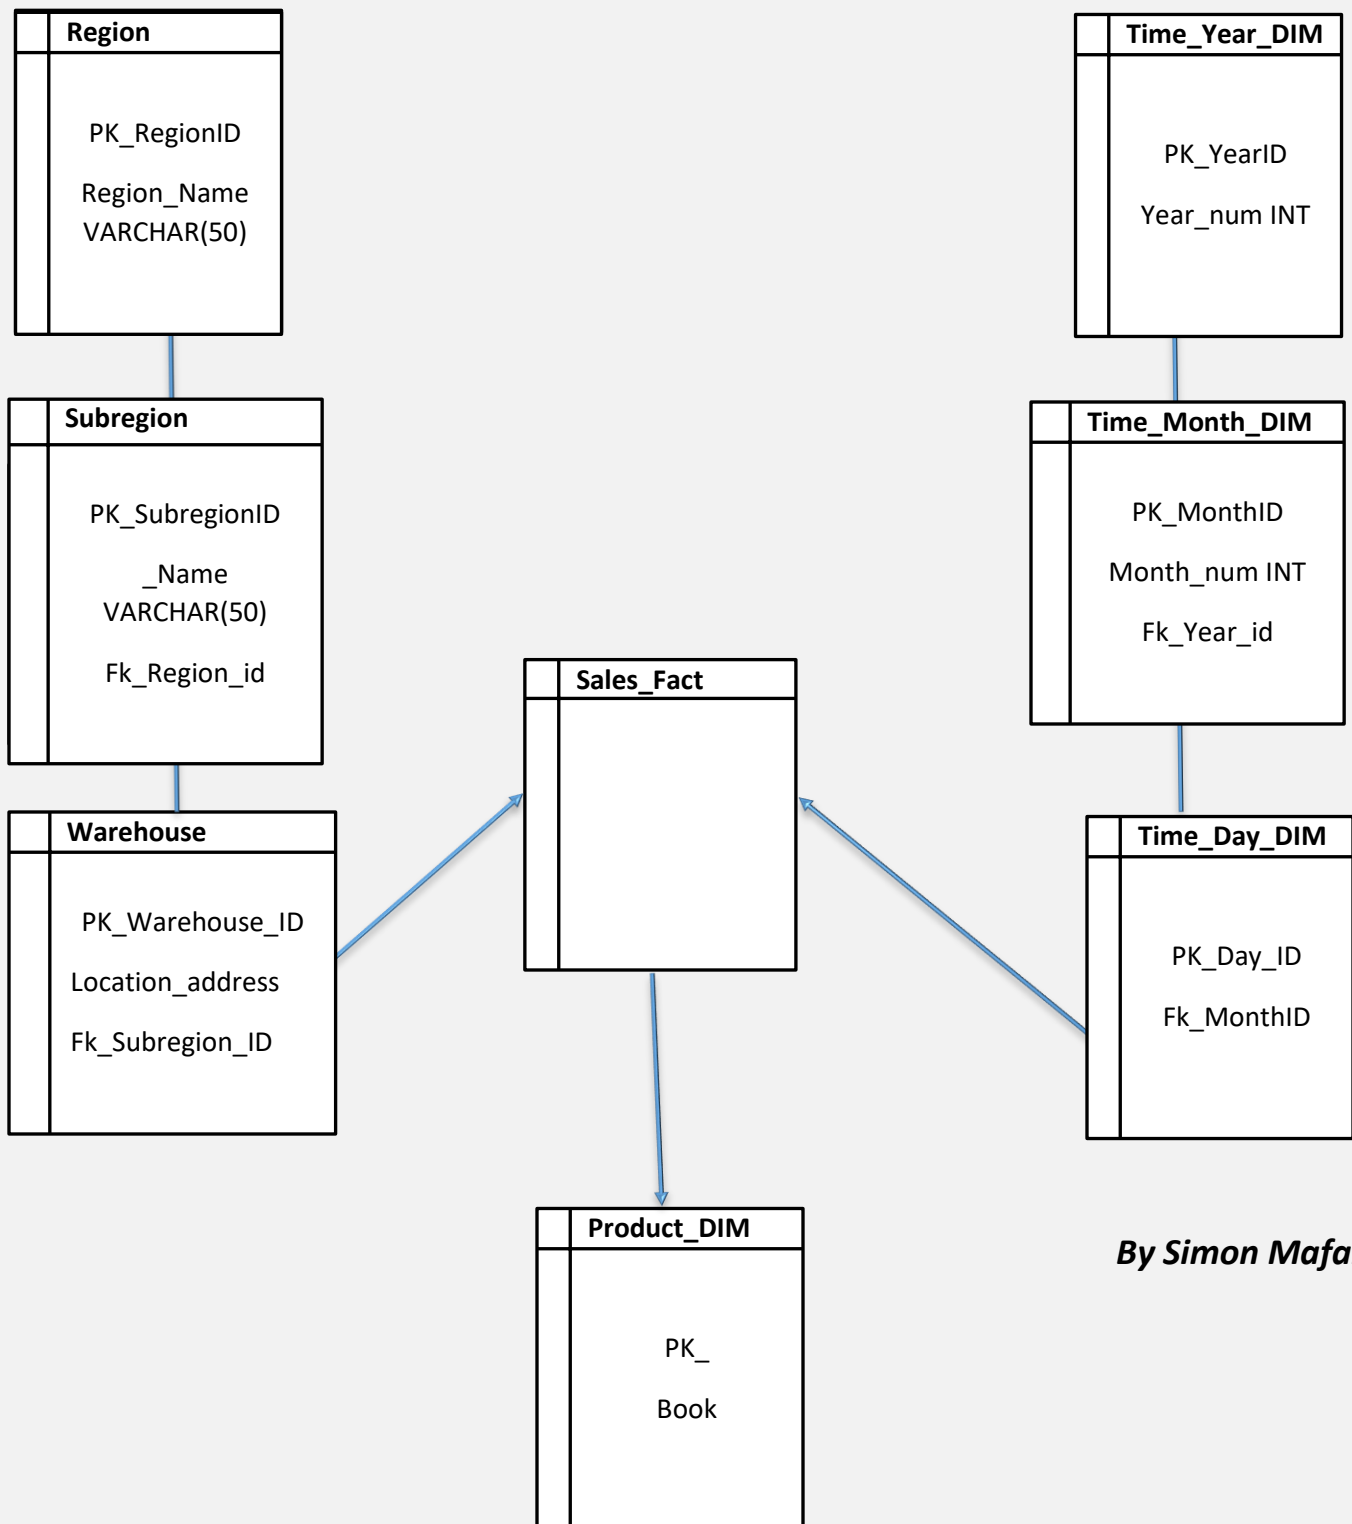 Region
PK_RegionID
Region_Name
VARCHAR(50)
Subregion
PK_SubregionID
_Name
VARCHAR(50)
Fk_Region_id
Warehouse
PK_Warehouse_ID
Location_address
Fk_Subregion_ID
Sales_Fact
Product_DIM
PK_
Book
Time_Year_DIM
PK_YearID
Year_num INT
Time_Month_DIM
PK_MonthID
Month_num INT
Fk_Year_id
Time_Day_DIM
PK_Day_ID
Fk_MonthID
By Simon Mafa